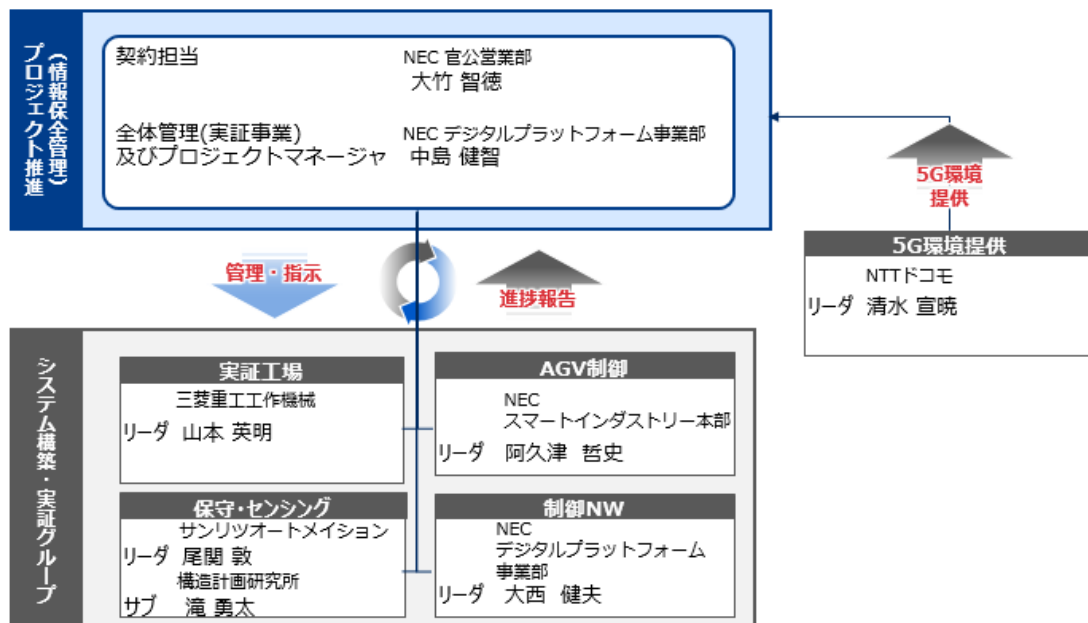 プロジェクト推進
(情報保全管理)
契約担当
NEC 官公営業部
大竹 智徳
全体管理(実証事業)
及びプロジェクトマネージャ
NEC デジタルプラットフォーム事業部
中島 健智
5G環境
提供
5G環境提供
NTTドコモ
リーダ 清水 宣暁
管理・指示
進捗報告
システム構築・実証グループ
実証工場
三菱重工工作機械
リーダ 山本 英明
AGV制御
NEC
スマートインダストリー本部
リーダ 阿久津 哲史
保守・センシング
サンリツオートメイション
リーダ 尾関 敦
構造計画研究所
サブ 滝 勇太
制御NW
NEC
デジタルプラットフォーム
事業部
リーダ 大西 健夫